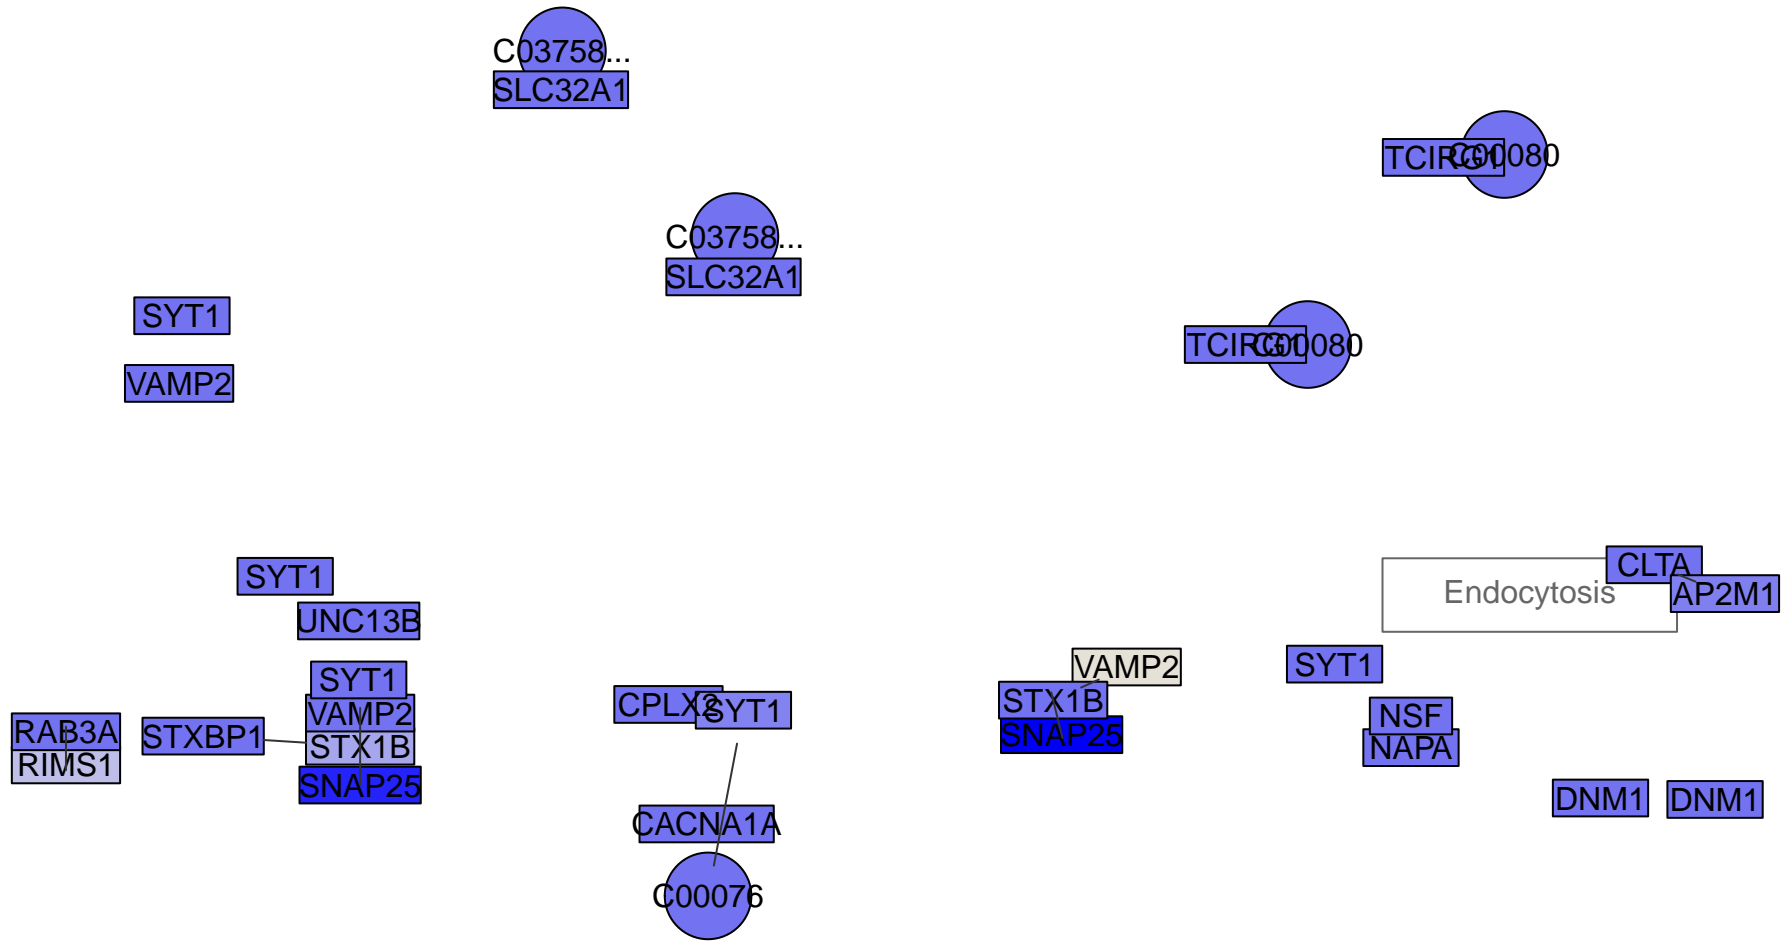 C03758...
SLC32A1
TCIRG1
C00080
C03758...
SLC32A1
SYT1
TCIRG1
C00080
VAMP2
SYT1
CLTA
Endocytosis
AP2M1
UNC13B
SYT1
VAMP2
SYT1
STX1B
CPLX2
SYT1
VAMP2
NSF
RAB3A
STXBP1
STX1B
SNAP25
NAPA
RIMS1
SNAP25
DNM1
DNM1
CACNA1A
C00076